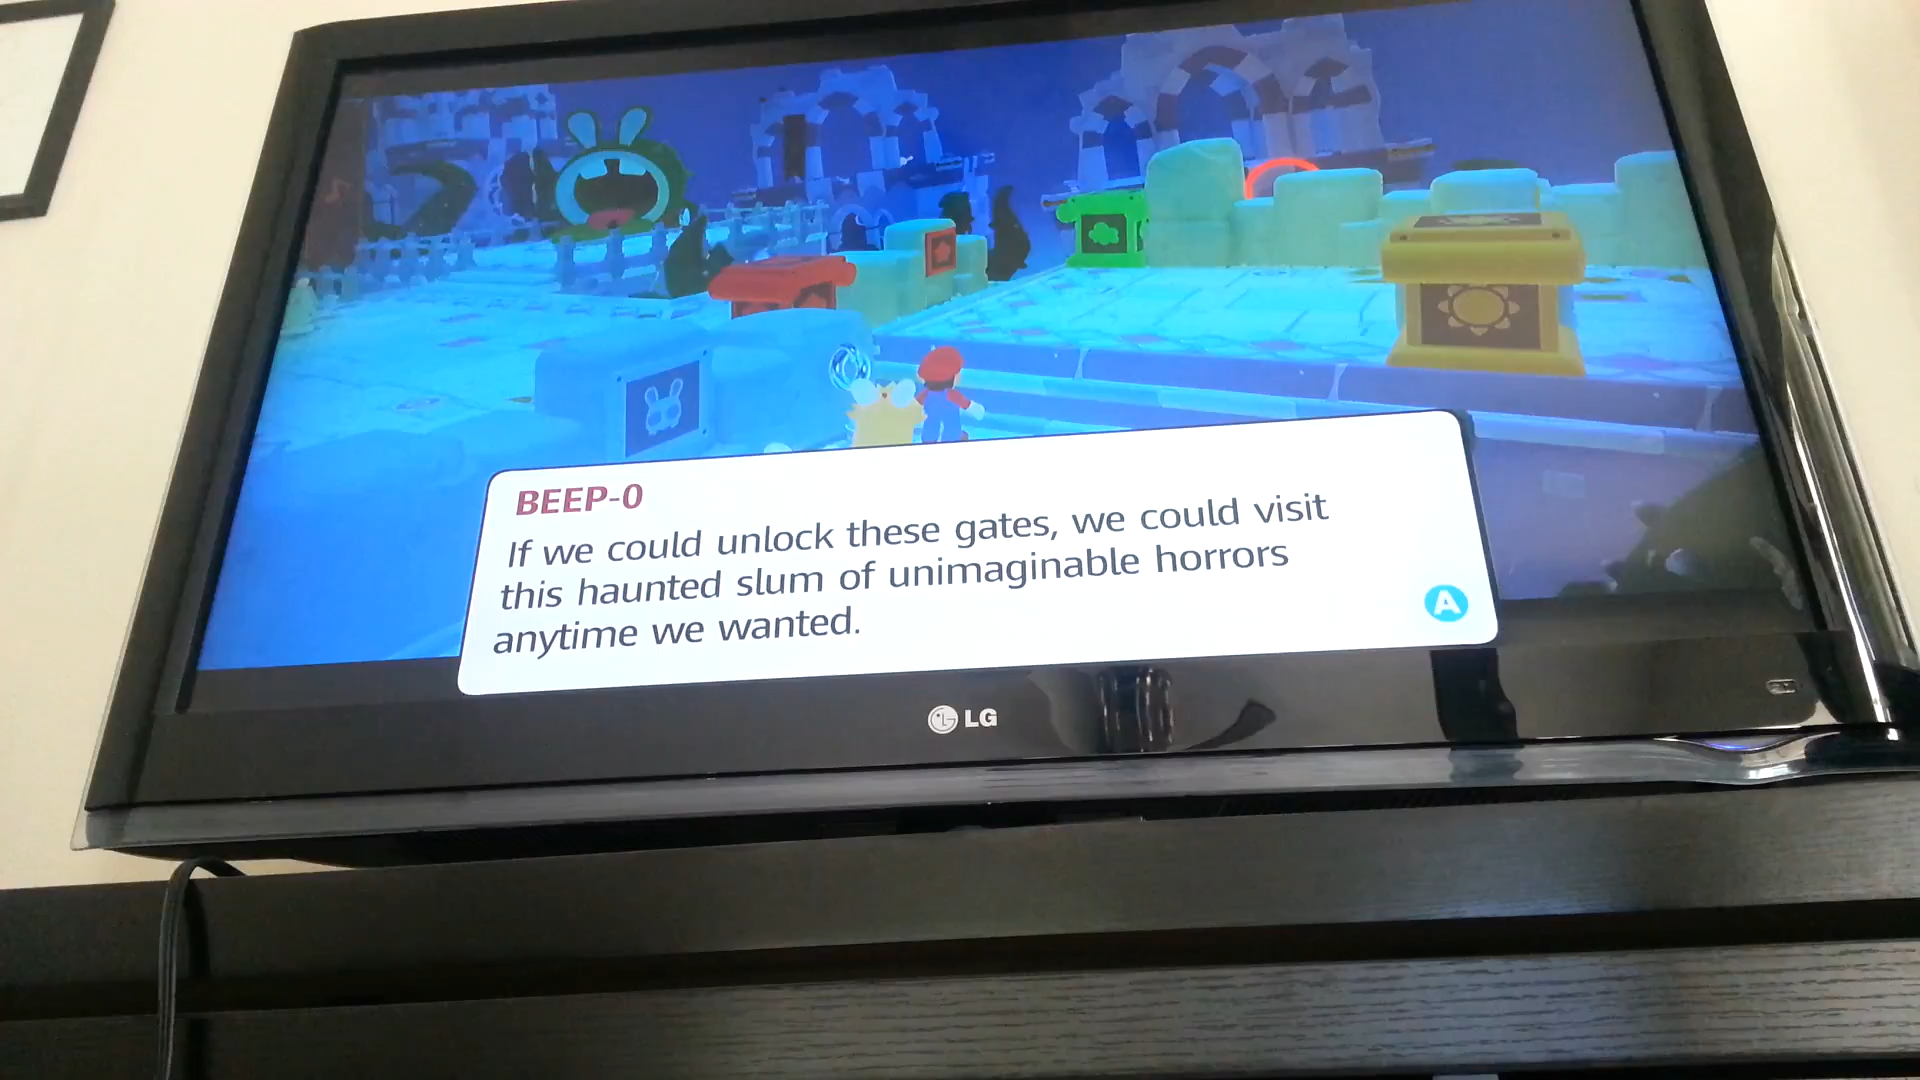 BEEP-0
If we could unlock these gates, we could visit
this haunted slum of unimaginable horrors
anytime we wanted.
A
LG